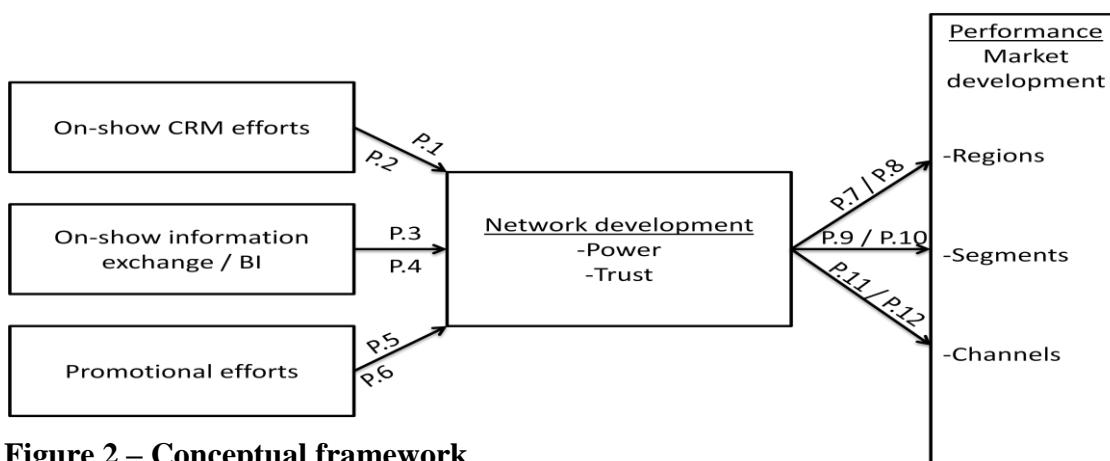 Performance
Market
development
On-show CRM efforts
P.1
P.2
-Regions
P.7 / P.8
On-show information
exchange / BI
P.3
P.4
Network development
-Power
-Trust
P.9 / P.10
-Segments
P.11 / P.12
Promotional efforts
P.5
P.6
-Channels
Figure 2 – Conceptual framework